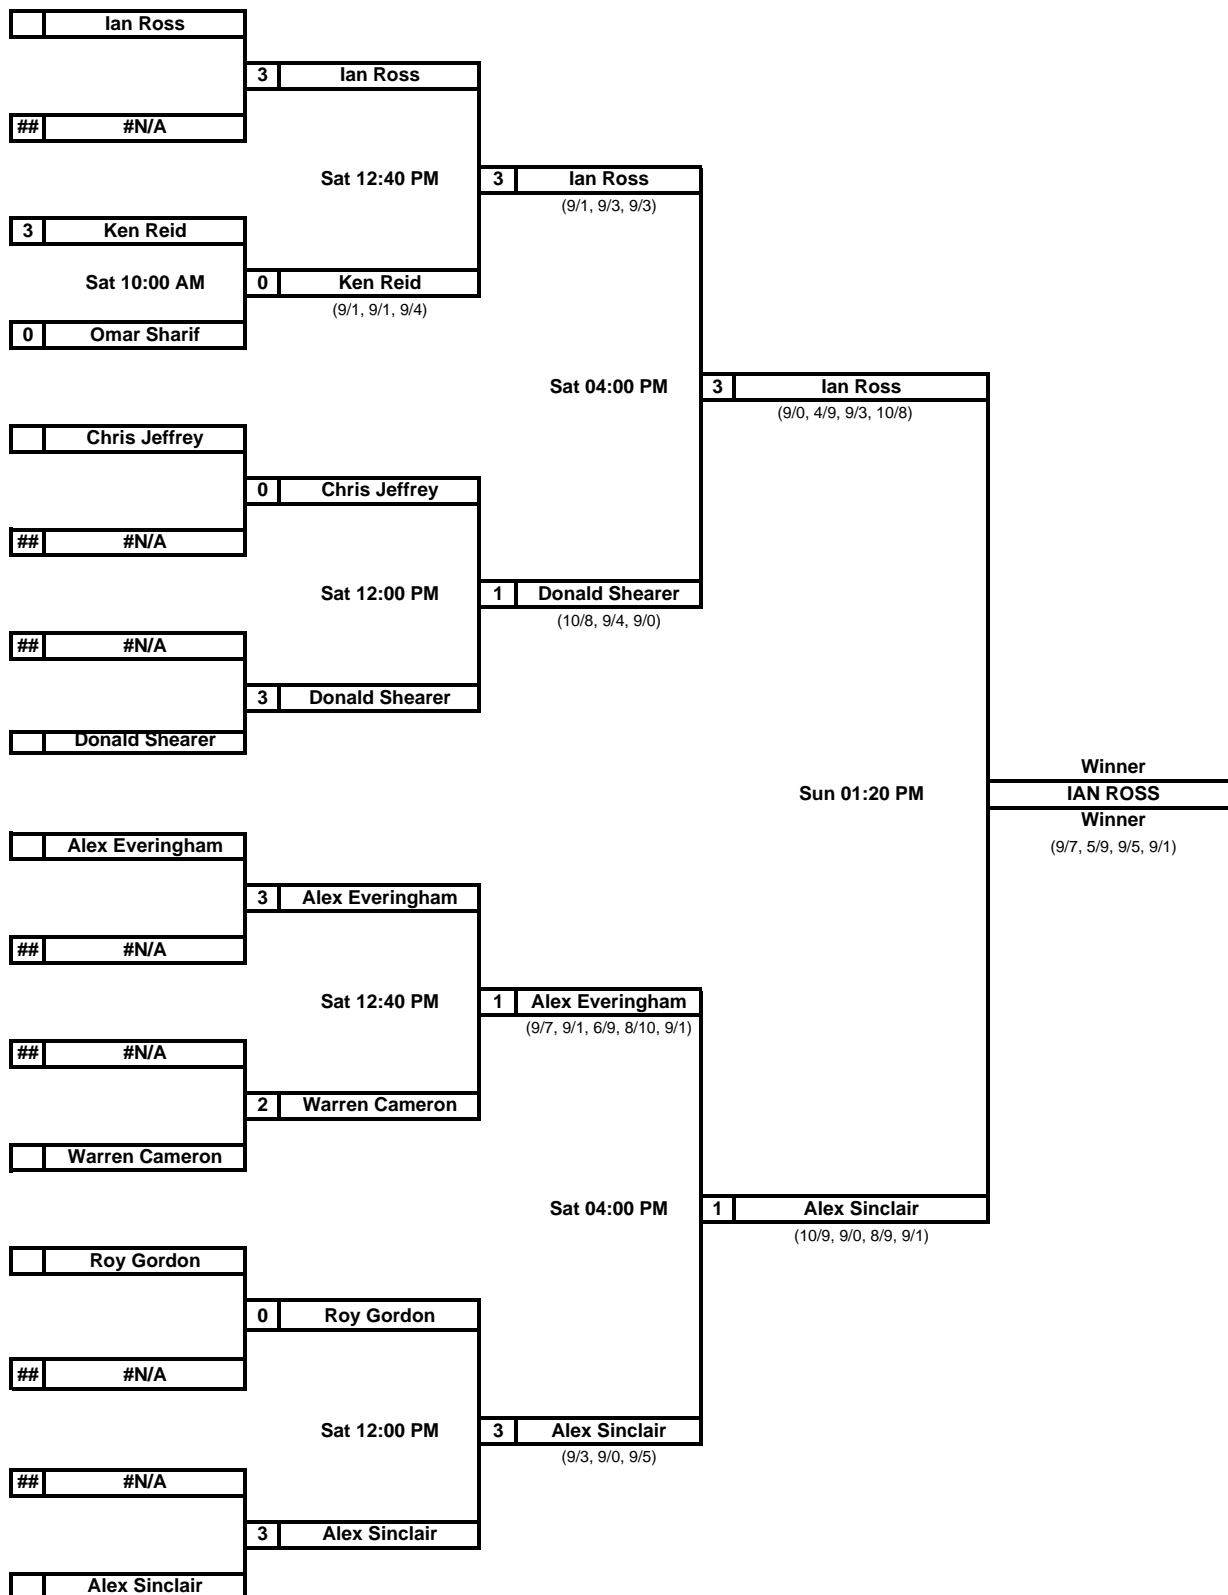 Ian Ross
3 Ian Ross
## #N/A
Sat 12:40 PM
3 Ian Ross
(9/1, 9/3, 9/3)
3 Ken Reid
Sat 10:00 AM
0 Ken Reid
(9/1, 9/1, 9/4)
0 Omar Sharif
Sat 04:00 PM
3 Ian Ross
(9/0, 4/9, 9/3, 10/8)
Chris Jeffrey
0 Chris Jeffrey
## #N/A
Sat 12:00 PM
1 Donald Shearer
(10/8, 9/4, 9/0)
## #N/A
3 Donald Shearer
Donald Shearer
Winner
Sun 01:20 PM
IAN ROSS
Winner
(9/7, 5/9, 9/5, 9/1)
Alex Everingham
3 Alex Everingham
## #N/A
Sat 12:40 PM
1 Alex Everingham
(9/7, 9/1, 6/9, 8/10, 9/1)
## #N/A
2 Warren Cameron
Warren Cameron
Sat 04:00 PM
1 Alex Sinclair
(10/9, 9/0, 8/9, 9/1)
Roy Gordon
0 Roy Gordon
## #N/A
Sat 12:00 PM
3 Alex Sinclair
(9/3, 9/0, 9/5)
## #N/A
3 Alex Sinclair
Alex Sinclair